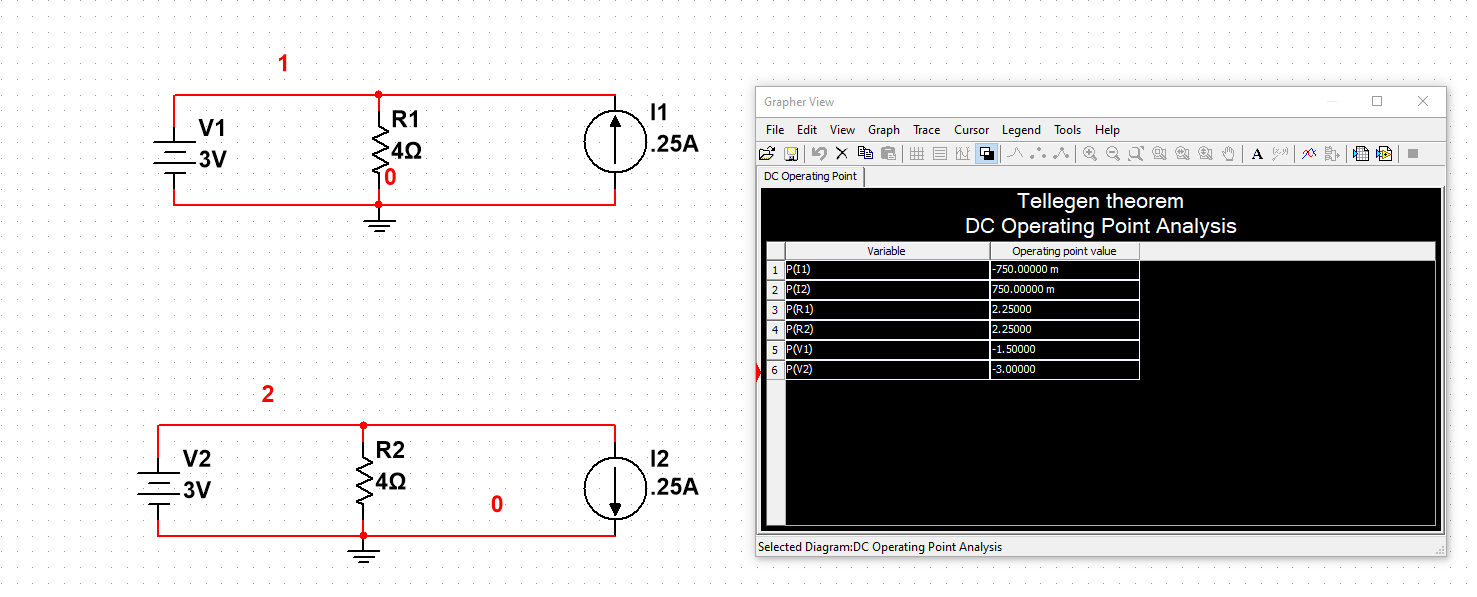 1
V1
3V
R1
4Ω
0
I1
.25A
2
V2
3V
R2
4Ω
0
I2
.25A
Grapher View
File Edit View Graph Trace Cursor Legend Tools Help
A
DC Operating Point
Tellegen theorem
DC Operating Point Analysis
Variable Operating point value
1 P(I1) -750.00000 m
2 P(I2) 750.00000 m
3 P(R1) 2.25000
4 P(R2) 2.25000
5 P(V1) -1.50000
6 P(V2) -3.00000
Selected Diagram:DC Operating Point Analysis